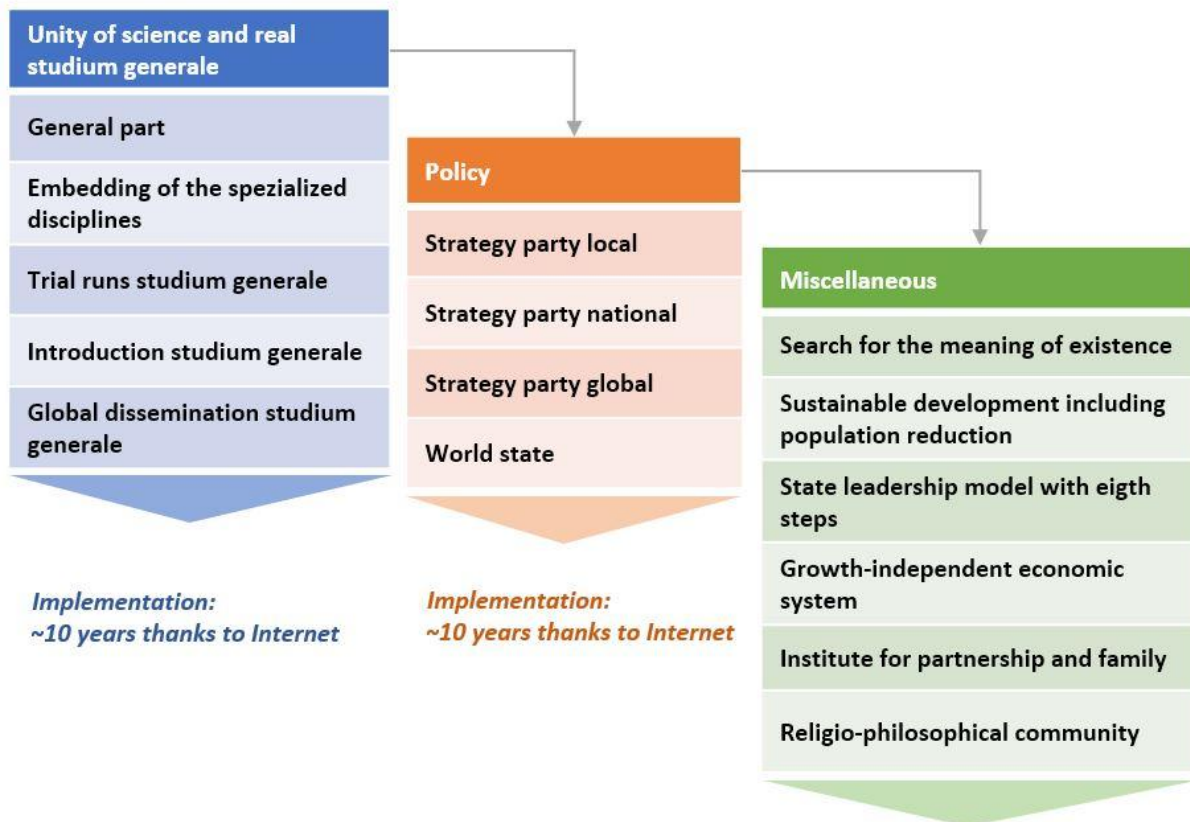 Unity of science and real
studium generale
General part
Embedding of the spezialized
disciplines
Trial runs studium generale
Introduction studium generale
Global dissemination studium
generale
Implementation:
~10 years thanks to Internet
Policy
Strategy party local
Strategy party national
Strategy party global
World state
Implementation:
~10 years thanks to Internet
Miscellaneous
Search for the meaning of existence
Sustainable development including
population reduction
State leadership model with eigth
steps
Growth-independent economic
system
Institute for partnership and family
Religio-philosophical community